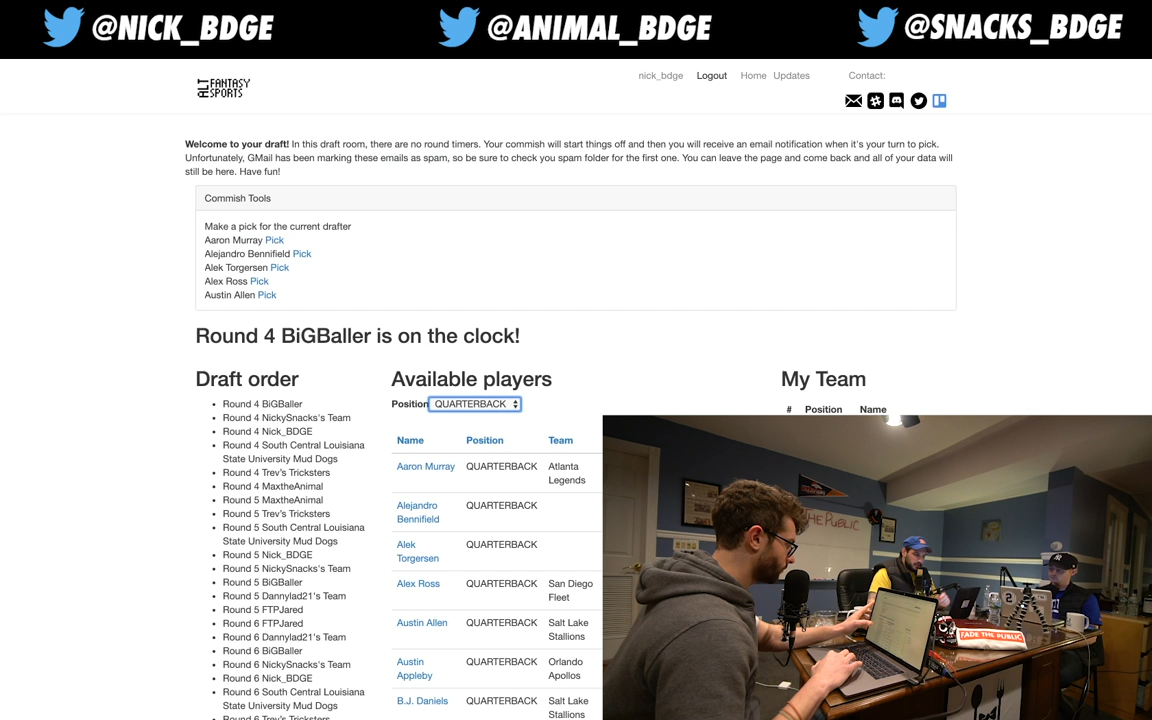 @NICK_BDGE @ANIMAL_BDGE @SNACKS_BDGE
ALT FANTASY SPORTS
nick_bdge Logout Home Updates Contact:
Welcome to your draft! In this draft room, there are no round timers. Your commish will start things off and then you will receive an email notification when it's your turn to pick.
Unfortunately, GMail has been marking these emails as spam, so be sure to check you spam folder for the first one. You can leave the page and come back and all of your data will
still be here. Have fun!
Commish Tools
Make a pick for the current drafter
Aaron Murray Pick
Alejandro Bennifield Pick
Alek Torgersen Pick
Alex Ross Pick
Austin Allen Pick
Round 4 BiGBaller is on the clock!
Draft order
Round 4 BiGBaller
Round 4 NickySnacks's Team
Round 4 Nick_BDGE
Round 4 South Central Louisiana
State University Mud Dogs
Round 4 Trev's Tricksters
Round 4 MaxtheAnimal
Round 5 MaxtheAnimal
Round 5 Trev's Tricksters
Round 5 South Central Louisiana
State University Mud Dogs
Round 5 Nick_BDGE
Round 5 NickySnacks's Team
Round 5 BiGBaller
Round 5 Dannylad21's Team
Round 5 FTPJared
Round 6 FTPJared
Round 6 Dannylad21's Team
Round 6 BiGBaller
Round 6 NickySnacks's Team
Round 6 Nick_BDGE
Round 6 South Central Louisiana
State University Mud Dogs
Round 6 Trev's Tricksters
Available players
Position QUARTERBACK
Name Position Team
Aaron Murray QUARTERBACK Atlanta
Legends
Alejandro QUARTERBACK
Bennifield
Alek QUARTERBACK
Torgersen
Alex Ross QUARTERBACK San Diego
Fleet
Austin Allen QUARTERBACK Salt Lake
Stallions
Austin QUARTERBACK Orlando
Appleby Apollos
B.J. Daniels QUARTERBACK Salt Lake
Stallions
My Team
# Position Name
THE PUBLIC
FADE THE PUBLIC